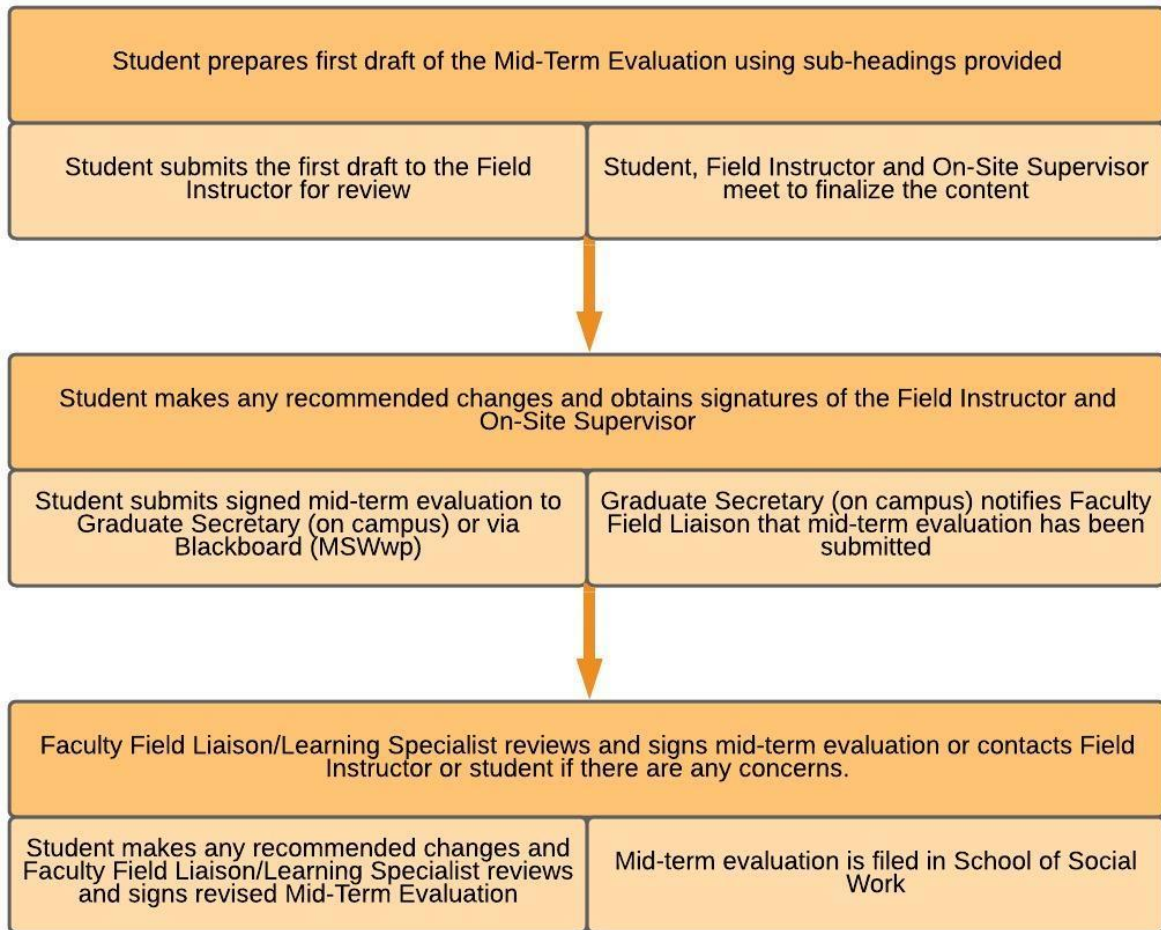 Student prepares first draft of the Mid-Term Evaluation using sub-headings provided
Student submits the first draft to the Field
Instructor for review
Student, Field Instructor and On-Site Supervisor
meet to finalize the content
Student makes any recommended changes and obtains signatures of the Field Instructor and
On-Site Supervisor
Student submits signed mid-term evaluation to
Graduate Secretary (on campus) or via
Blackboard (MSWwp)
Graduate Secretary (on campus) notifies Faculty
Field Liaison that mid-term evaluation has been
submitted
Faculty Field Liaison/Learning Specialist reviews and signs mid-term evaluation or contacts Field
Instructor or student if there are any concerns.
Student makes any recommended changes and
Faculty Field Liaison/Learning Specialist reviews
and signs revised Mid-Term Evaluation
Mid-term evaluation is filed in School of Social
Work